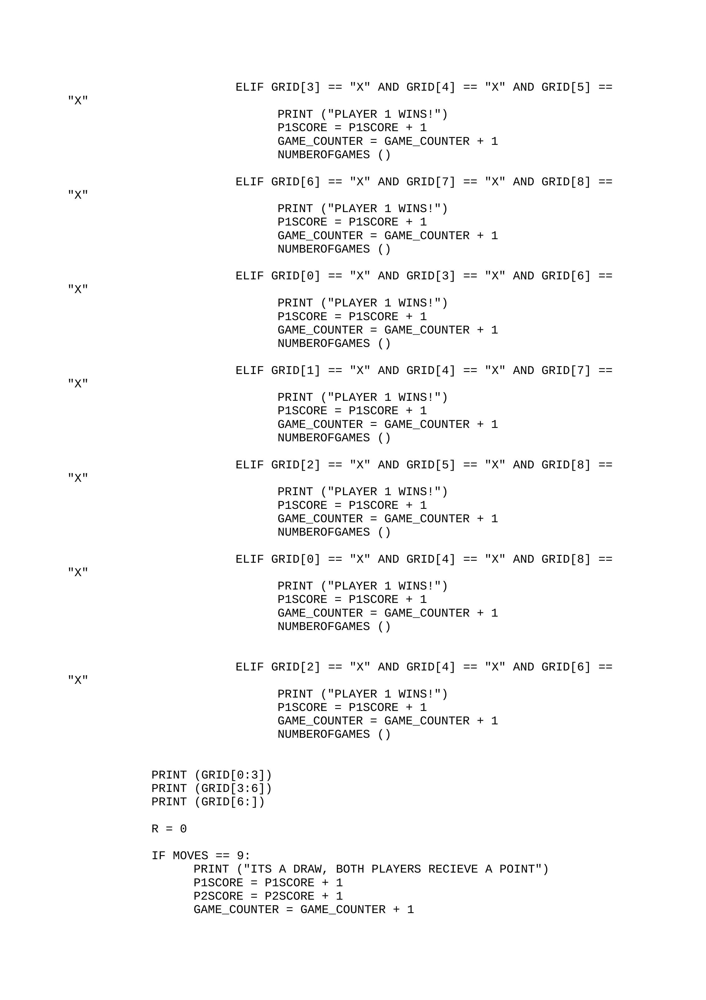 ELIF GRID[3] == "X" AND GRID[4] == "X" AND GRID[5] ==
"X"
PRINT ("PLAYER 1 WINS!")
P1SCORE = P1SCORE + 1
GAME_COUNTER = GAME_COUNTER + 1
NUMBEROFGAMES ()
ELIF GRID[6] == "X" AND GRID[7] == "X" AND GRID[8] ==
"X"
PRINT ("PLAYER 1 WINS!")
P1SCORE = P1SCORE + 1
GAME_COUNTER = GAME_COUNTER + 1
NUMBEROFGAMES ()
ELIF GRID[0] == "X" AND GRID[3] == "X" AND GRID[6] ==
"X"
PRINT ("PLAYER 1 WINS!")
P1SCORE = P1SCORE + 1
GAME_COUNTER = GAME_COUNTER + 1
NUMBEROFGAMES ()
ELIF GRID[1] == "X" AND GRID[4] == "X" AND GRID[7] ==
"X"
PRINT ("PLAYER 1 WINS!")
P1SCORE = P1SCORE + 1
GAME_COUNTER = GAME_COUNTER + 1
NUMBEROFGAMES ()
ELIF GRID[2] == "X" AND GRID[5] == "X" AND GRID[8] ==
"X"
PRINT ("PLAYER 1 WINS!")
P1SCORE = P1SCORE + 1
GAME_COUNTER = GAME_COUNTER + 1
NUMBEROFGAMES ()
ELIF GRID[0] == "X" AND GRID[4] == "X" AND GRID[8] ==
"X"
PRINT ("PLAYER 1 WINS!")
P1SCORE = P1SCORE + 1
GAME_COUNTER = GAME_COUNTER + 1
NUMBEROFGAMES ()
ELIF GRID[2] == "X" AND GRID[4] == "X" AND GRID[6] ==
"X"
PRINT ("PLAYER 1 WINS!")
P1SCORE = P1SCORE + 1
GAME_COUNTER = GAME_COUNTER + 1
NUMBEROFGAMES ()
PRINT (GRID[0:3])
PRINT (GRID[3:6])
PRINT (GRID[6:])
R = 0
IF MOVES == 9:
PRINT ("ITS A DRAW, BOTH PLAYERS RECIEVE A POINT")
P1SCORE = P1SCORE + 1
P2SCORE = P2SCORE + 1
GAME_COUNTER = GAME_COUNTER + 1